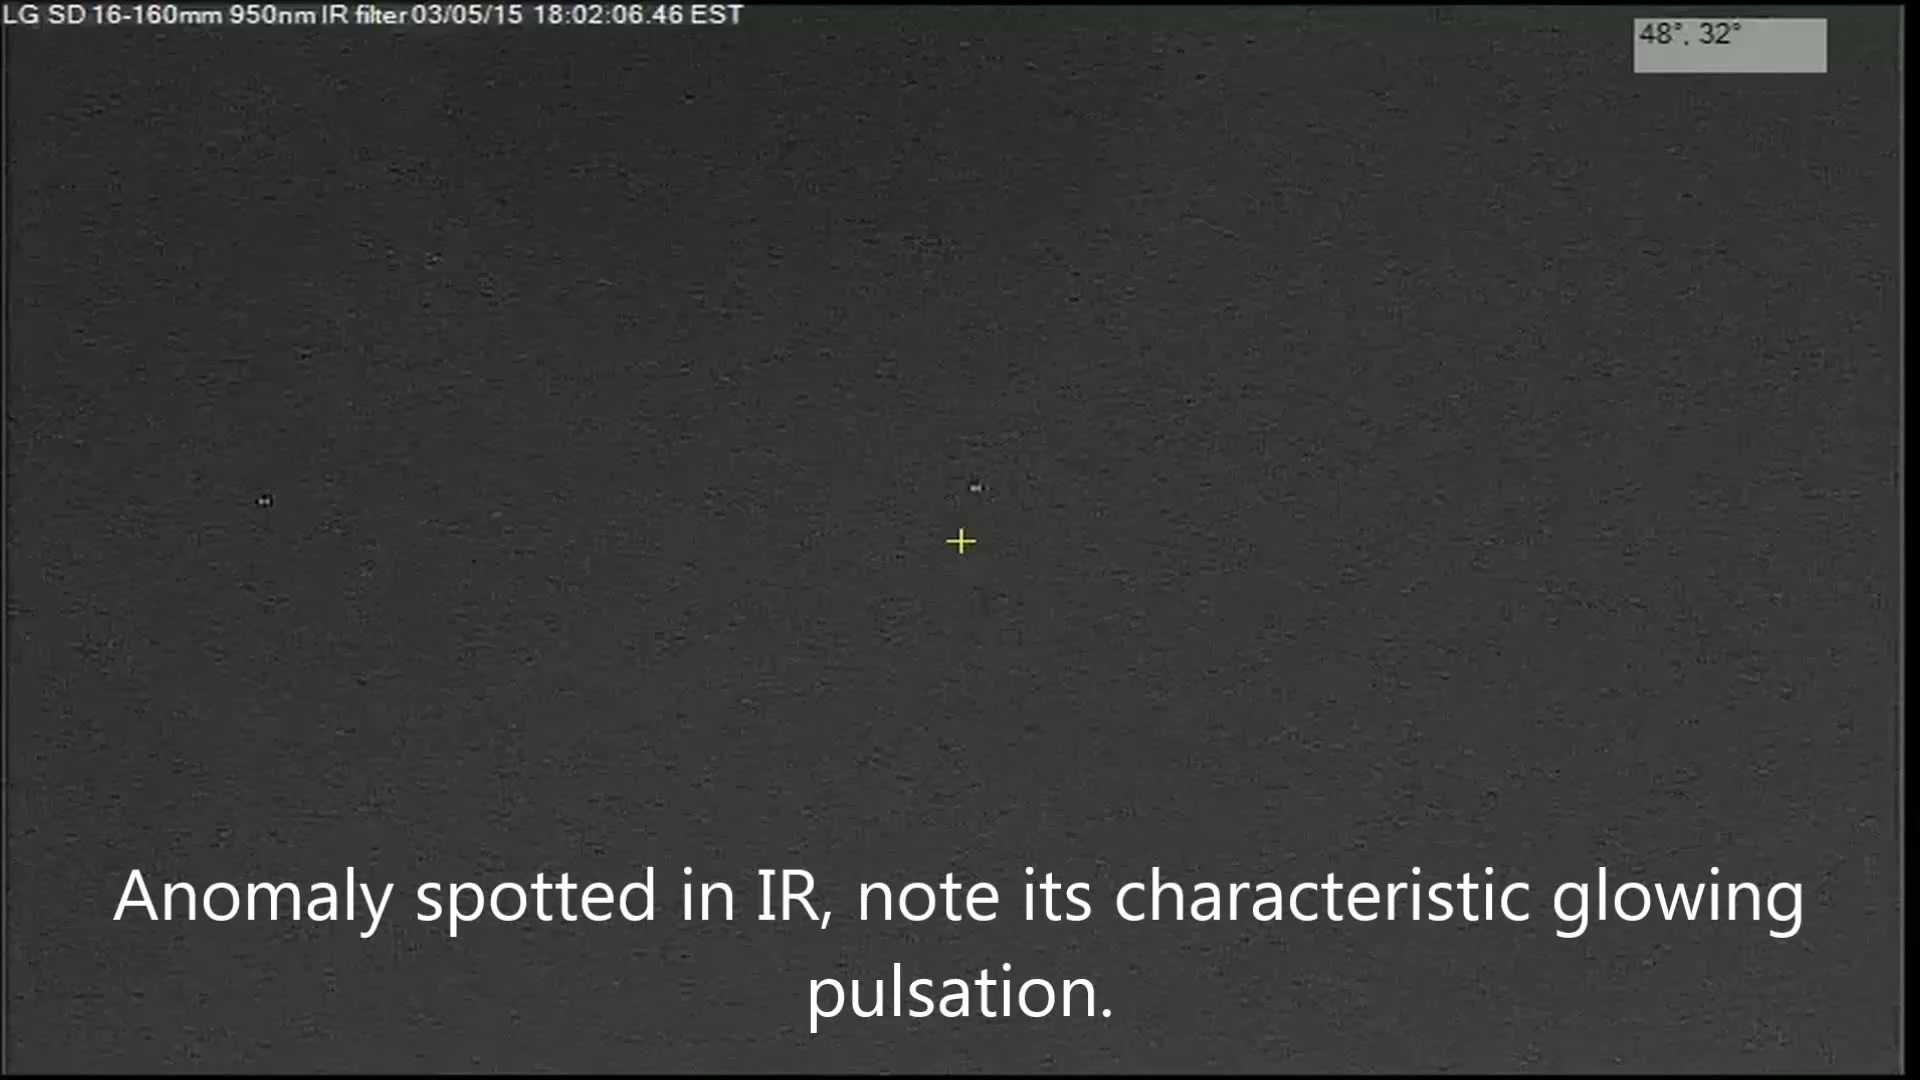 LG SD 16-160mm 950nm IR filter 03/05/15 18:02:06.46 EST
48°, 32°
Anomaly spotted in IR, note its characteristic glowing
pulsation.